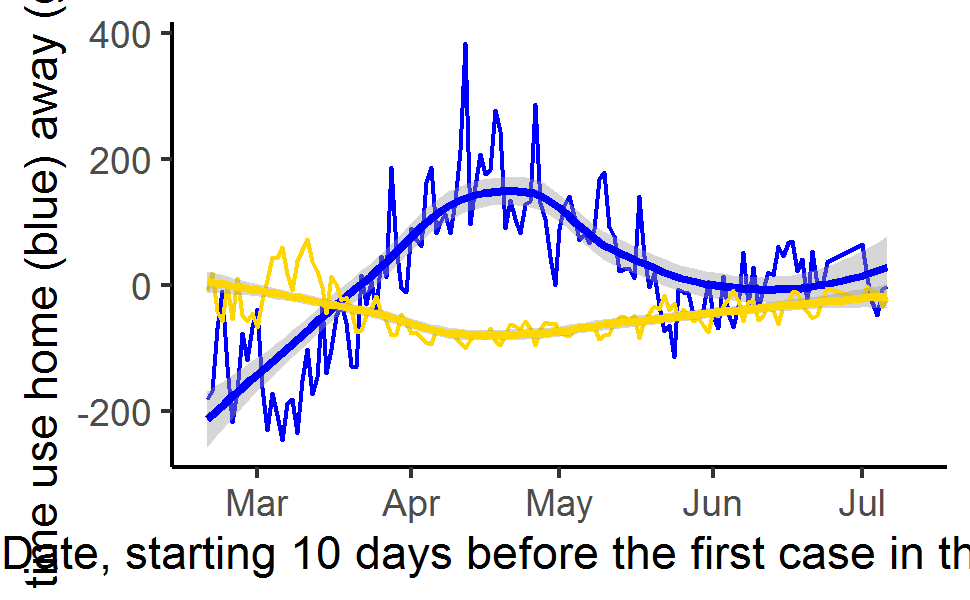 time use home (blue) away (
400
200
0
-200
Mar Apr May Jun Jul
Date, starting 10 days before the first case in th